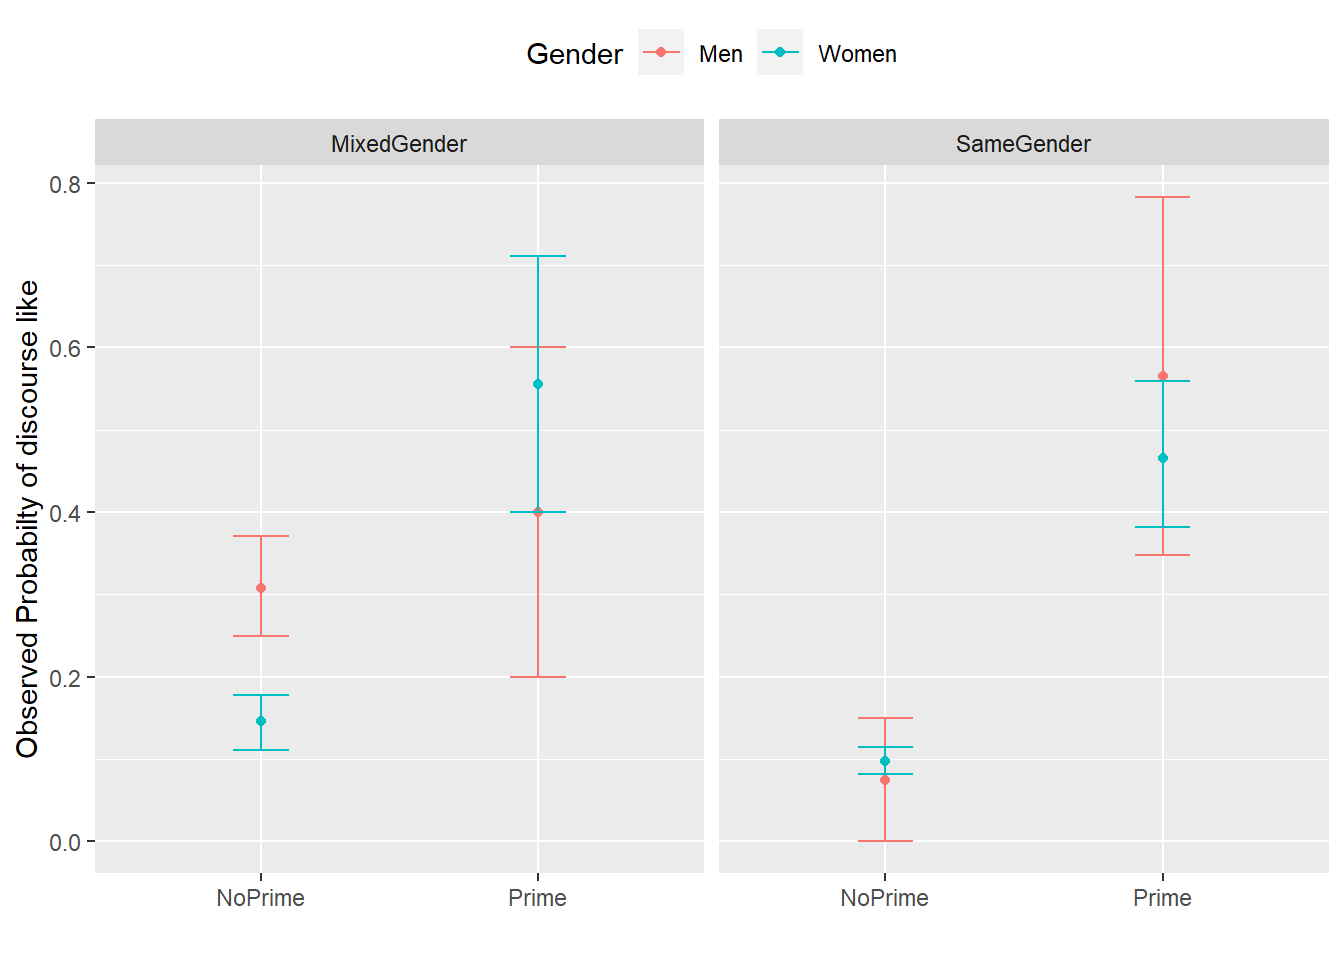 Gender Men Women
MixedGender SameGender
Observed Probabilty of discourse like
0.8
0.6
0.4
0.2
0.0
NoPrime Prime NoPrime Prime